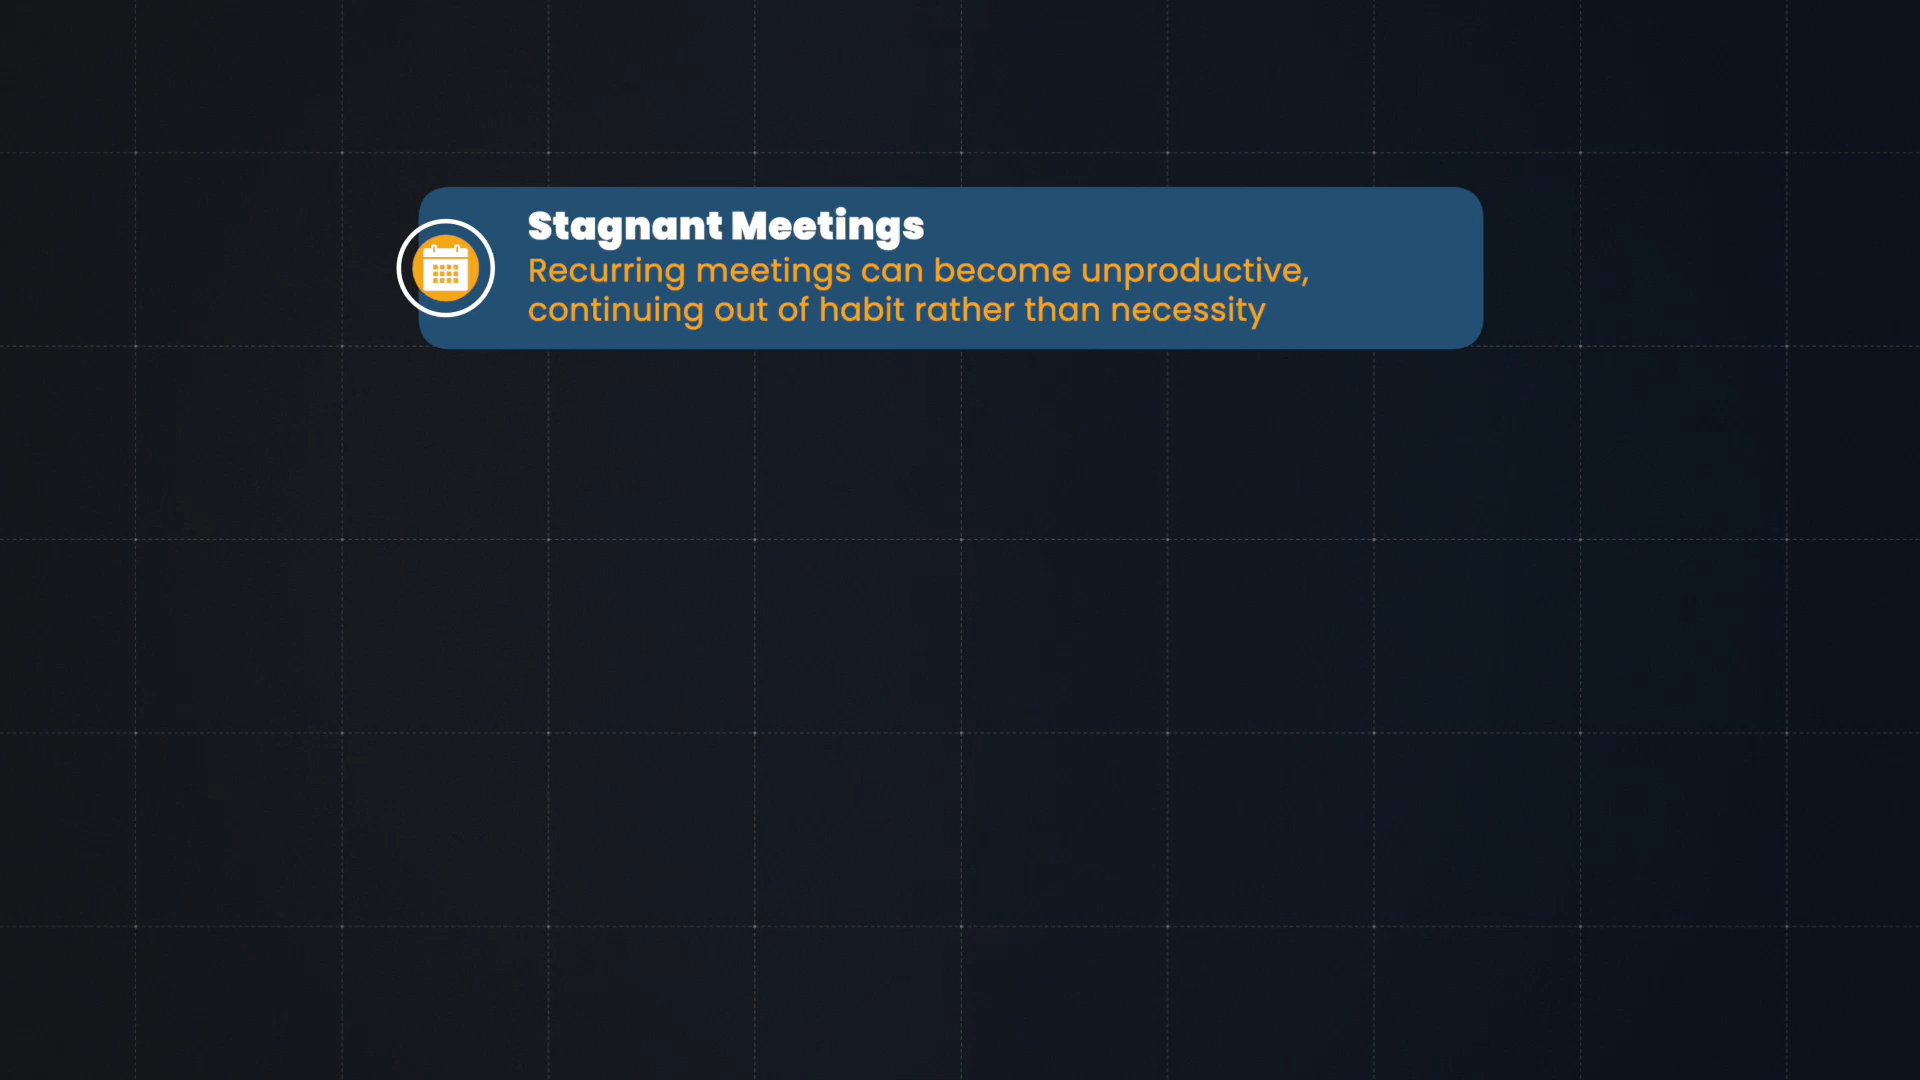 Stagnant Meetings
Recurring meetings can become unproductive,
continuing out of habit rather than necessity